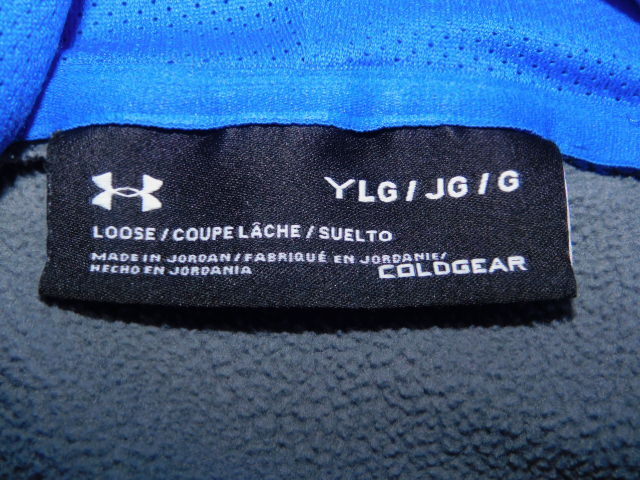 YLG / JG / G
LOOSE / COUPE LÂCHE / SUELTO
MADE IN JORDAN / FABRIQUÉ EN JORDANIE /
HECHO EN JORDANIA
COLDGEAR